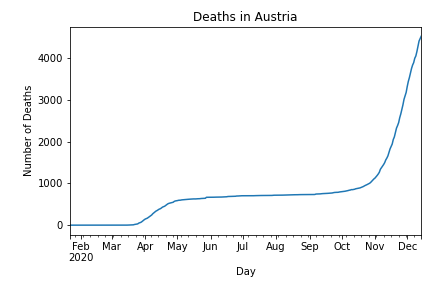 Deaths in Austria
Number of Deaths
4000
3000
2000
1000
0
Feb Mar Apr May Jun Jul Aug Sep Oct Nov Dec
2020
Day